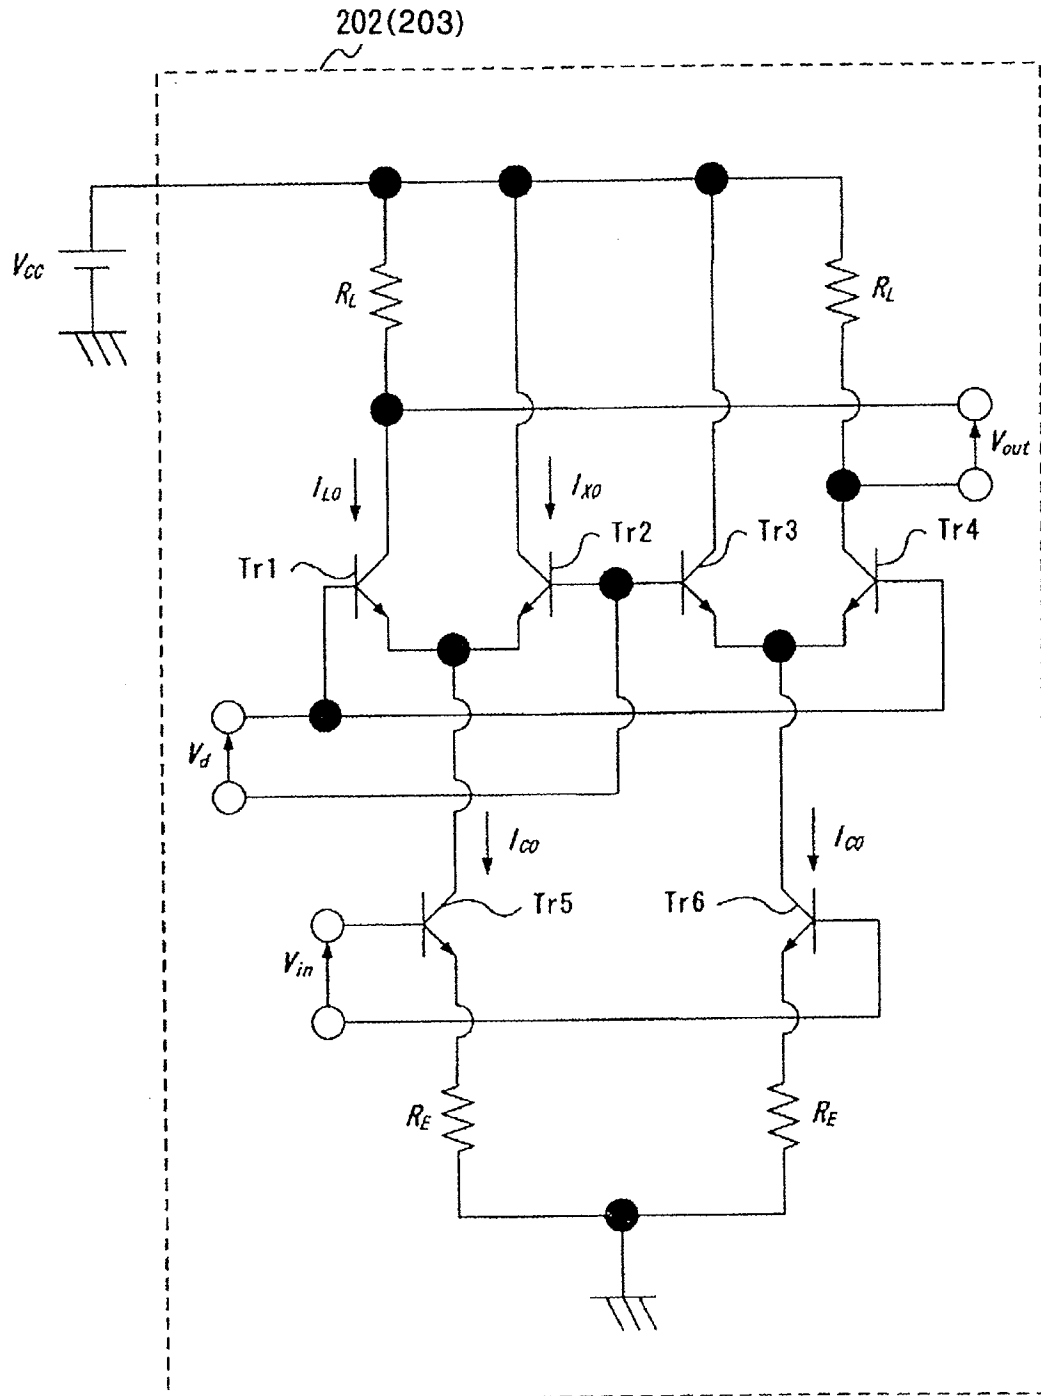 202(203)
VCC
RL
RL
Vout
ILO
IXO
Tr1
Tr2
Tr3
Tr4
Vd
ICO
ICO
Tr5
Tr6
Vin
RE
RE